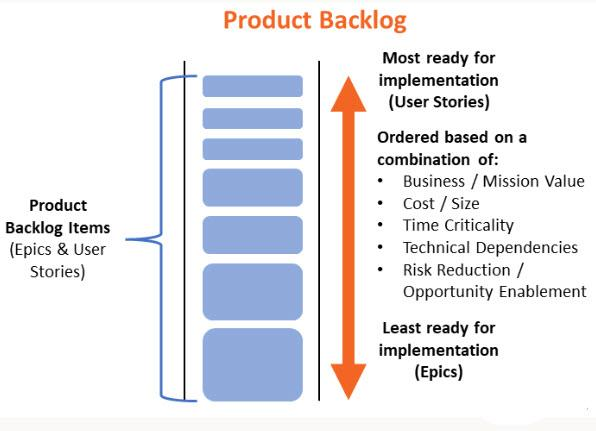 Product Backlog
Product
Backlog Items
(Epics & User
Stories)
Most ready for
implementation
(User Stories)
Ordered based on a
combination of:
• Business / Mission Value
• Cost / Size
• Time Criticality
• Technical Dependencies
• Risk Reduction /
Opportunity Enablement
Least ready for
implementation
(Epics)